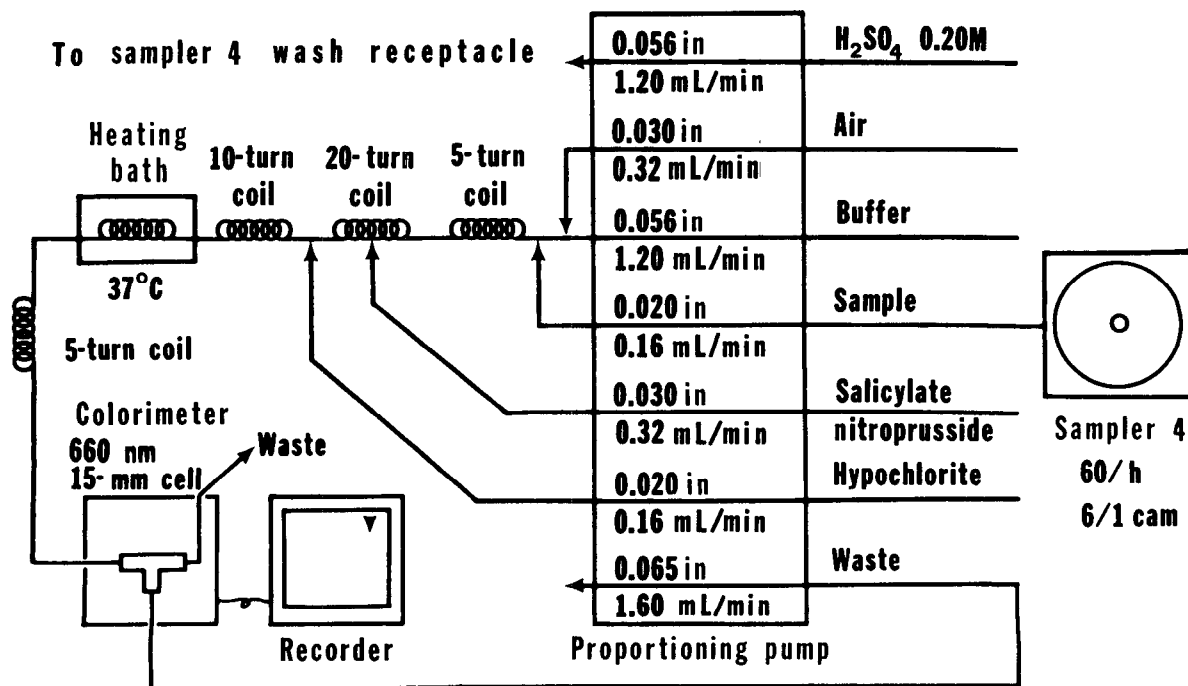 To sampler 4 wash receptacle
0.056 in
H₂SO₄ 0.20M
1.20 mL/min
0.030 in
Air
0.32 mL/min
0.056 in
Buffer
1.20 mL/min
0.020 in
Sample
0.16 mL/min
0.030 in
Salicylate
0.32 mL/min
nitroprusside
0.020 in
Hypochlorite
0.16 mL/min
0.065 in
Waste
1.60 mL/min
Proportioning pump
Heating
bath
37°C
10-turn
coil
20-turn
coil
5-turn
coil
5-turn coil
Colorimeter
660 nm
15-mm cell
Waste
Recorder
Sampler 4
60/h
6/1 cam